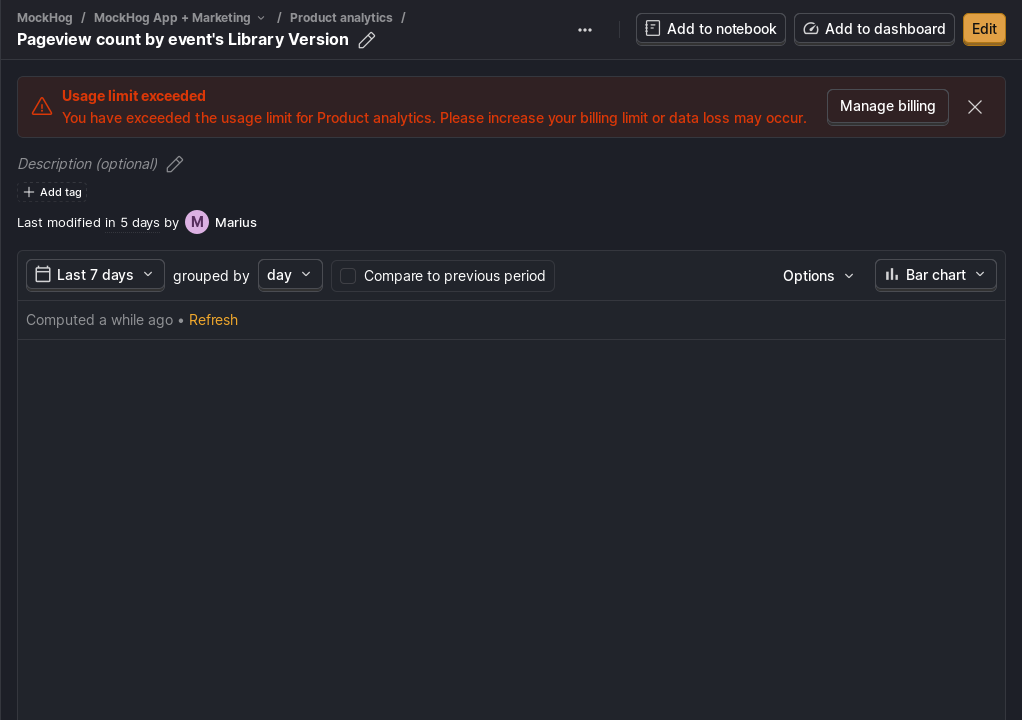 MockHog / MockHog App + Marketing / Product analytics /
Pageview count by event's Library Version
Add to notebook
Add to dashboard
Edit
Usage limit exceeded
You have exceeded the usage limit for Product analytics. Please increase your billing limit or data loss may occur.
Manage billing
Description (optional)
Add tag
Last modified in 5 days by M Marius
Last 7 days grouped by day Compare to previous period Options Bar chart
Computed a while ago • Refresh